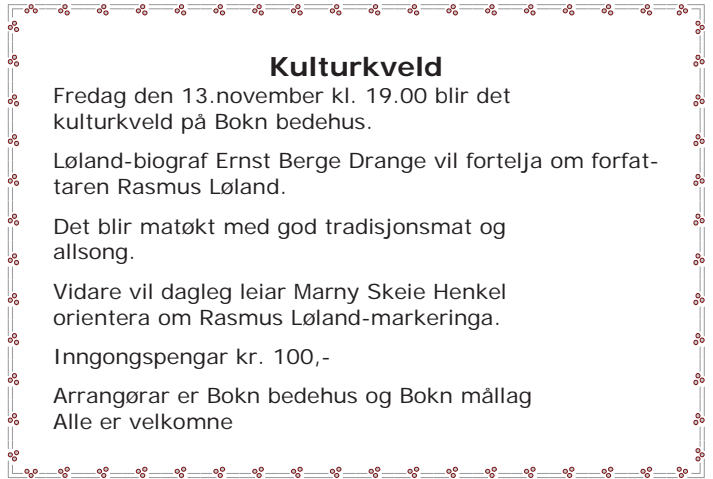 Kulturkveld
Fredag den 13.november kl. 19.00 blir det
kulturkveld på Bokn bedehus.
Løland-biograf Ernst Berge Drange vil fortelja om forfat-
taren Rasmus Løland.
Det blir matøkt med god tradisjonsmat og
allsong.
Vidare vil dagleg leiar Marny Skeie Henkel
orientera om Rasmus Løland-markeringa.
Inngongspengar kr. 100,-
Arrangørar er Bokn bedehus og Bokn mållag
Alle er velkomne